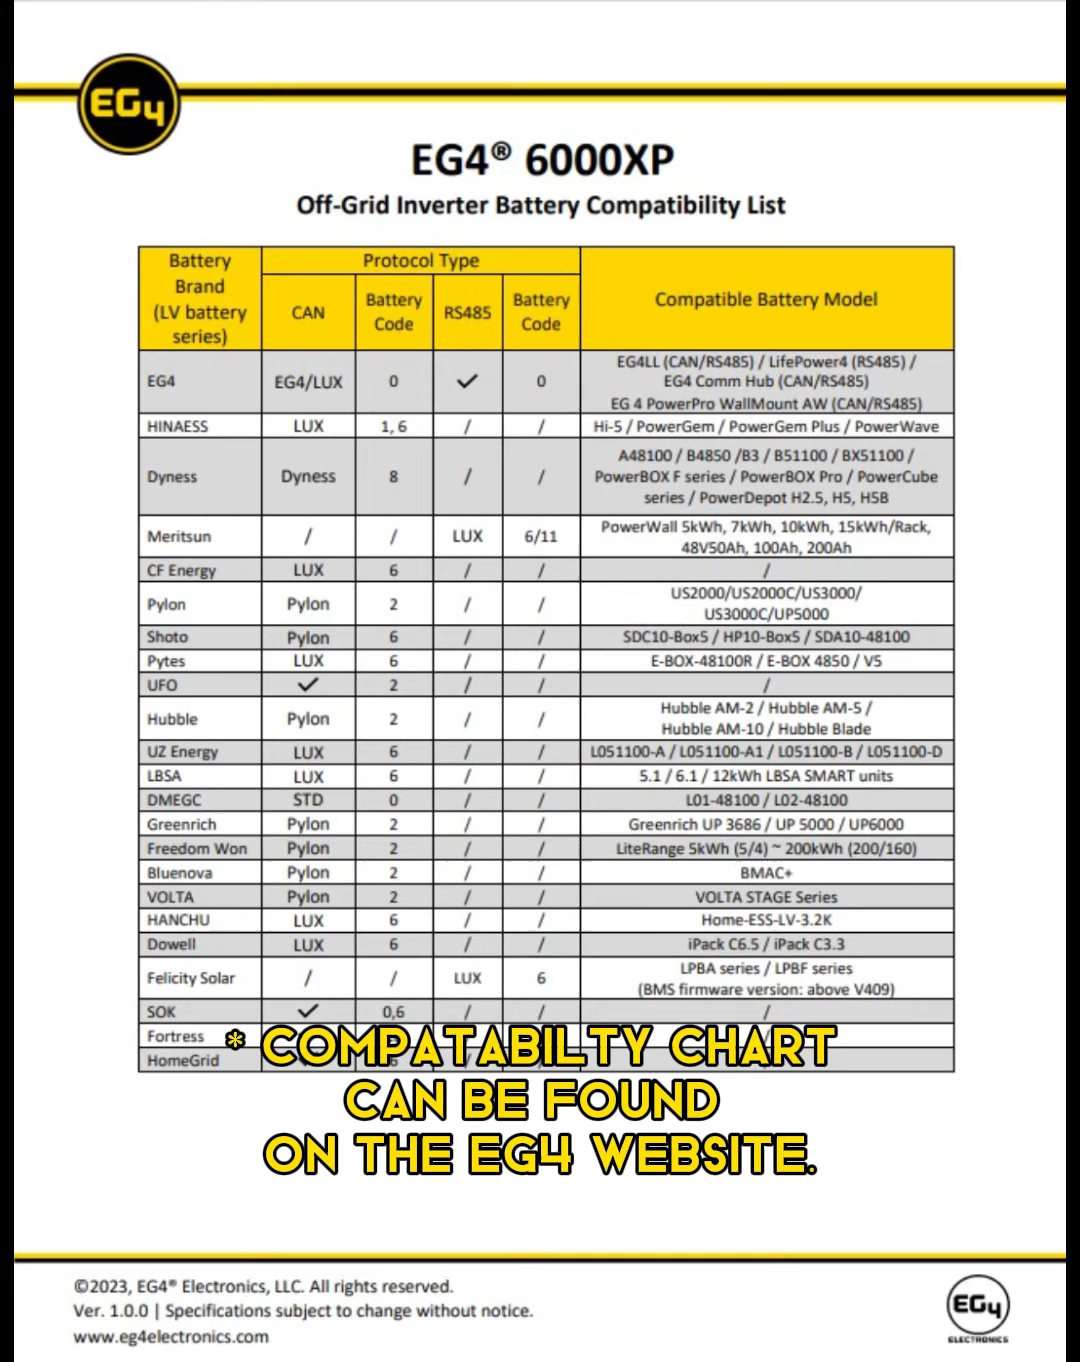 EG4
EG4® 6000XP
Off-Grid Inverter Battery Compatibility List
Battery Brand (LV battery series) | Protocol Type | Compatible Battery Model
CAN | Battery Code | RS485 | Battery Code
EG4 | EG4/LUX | 0 | ✓ | 0 | EG4LL (CAN/RS485) / LifePower4 (RS485) /
EG4 Comm Hub (CAN/RS485)
EG 4 PowerPro WallMount AW (CAN/RS485)
HINAESS | LUX | 1, 6 | / | / | Hi-5 / PowerGem / PowerGem Plus / PowerWave
Dyness | Dyness | 8 | / | / | A48100 / B4850 /B3 / B51100 / BX51100 /
PowerBOX F series / PowerBOX Pro / PowerCube
series / PowerDepot H2.5, H5, H5B
Meritsun | / | / | LUX | 6/11 | PowerWall 5kWh, 7kWh, 10kWh, 15kWh/Rack,
48V50Ah, 100Ah, 200Ah
CF Energy | LUX | 6 | / | / | /
Pylon | Pylon | 2 | / | / | US2000/US2000C/US3000/
US3000C/UP5000
Shoto | Pylon | 6 | / | / | SDC10-Box5 / HP10-Box5 / SDA10-48100
Pytes | LUX | 6 | / | / | E-BOX-48100R / E-BOX 4850 / V5
UFO | ✓ | 2 | / | / | /
Hubble | Pylon | 2 | / | / | Hubble AM-2 / Hubble AM-5 /
Hubble AM-10 / Hubble Blade
UZ Energy | LUX | 6 | / | / | L051100-A / L051100-A1 / L051100-B / L051100-D
LBSA | LUX | 6 | / | / | 5.1 / 6.1 / 12kWh LBSA SMART units
DMEGC | STD | 0 | / | / | L01-48100 / L02-48100
Greenrich | Pylon | 2 | / | / | Greenrich UP 3686 / UP 5000 / UP6000
Freedom Won | Pylon | 2 | / | / | LiteRange 5kWh (5/4) ~ 200kWh (200/160)
Bluenova | Pylon | 2 | / | / | BMAC+
VOLTA | Pylon | 2 | / | / | VOLTA STAGE Series
HANCHU | LUX | 6 | / | / | Home-ESS-LV-3.2K
Dowell | LUX | 6 | / | / | iPack C6.5 / iPack C3.3
Felicity Solar | / | / | LUX | 6 | LPBA series / LPBF series
(BMS firmware version: above V409)
SOK | ✓ | 0,6 | / | / | /
Fortress
HomeGrid
* COMPATABILTY CHART
CAN BE FOUND
ON THE EG4 WEBSITE.
©2023, EG4® Electronics, LLC. All rights reserved.
Ver. 1.0.0 | Specifications subject to change without notice.
www.eg4electronics.com
EG4
ELECTRONICS